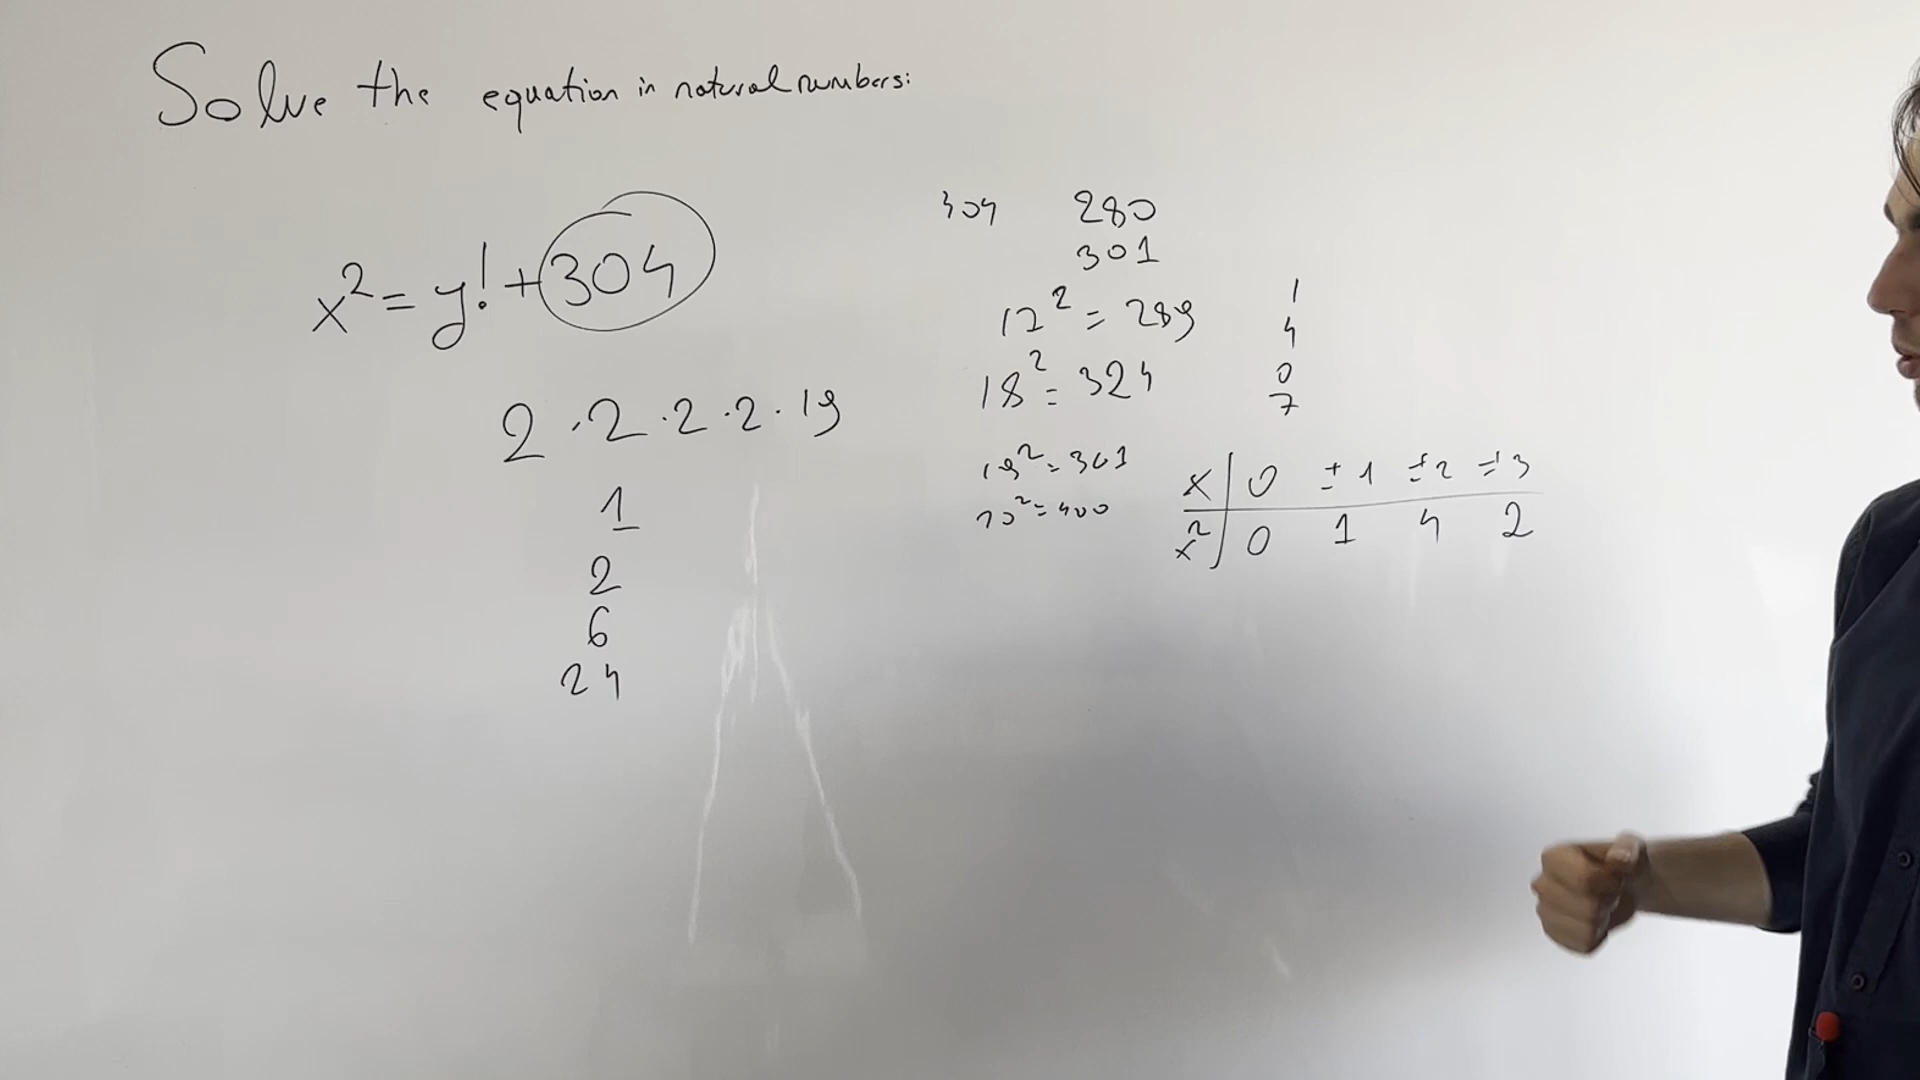 Solve the equation in natural numbers:
x² = y! + 304
2 · 2 · 2 · 2 · 19
1
2
6
24
304 280
301
17² = 289
18² = 324
19² = 361
20² = 400
1
4
0
7
x | 0 ±1 ±2 ±3
x² | 0 1 4 2